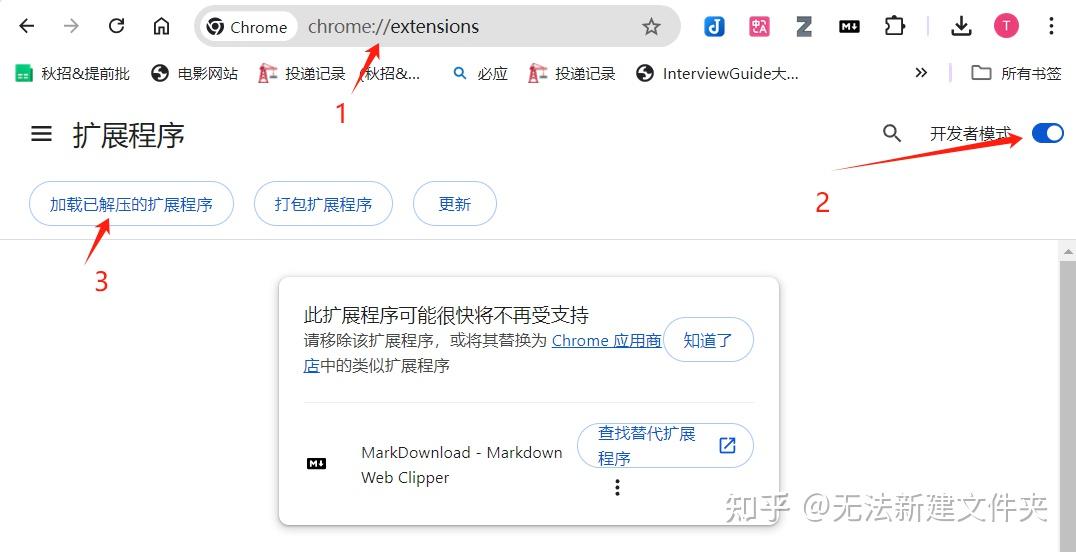 Chrome chrome://extensions T
秋招&提前批 电影网站 投递记录（秋招&... 必应 投递记录 InterviewGuide大... » 所有书签
1
扩展程序 开发者模式
2
加载已解压的扩展程序 打包扩展程序 更新
3
此扩展程序可能很快将不再受支持
请移除该扩展程序，或将其替换为 Chrome 应用商
店中的类似扩展程序
知道了
MarkDownload - Markdown
Web Clipper
查找替代扩展
程序
知乎 @无法新建文件夹